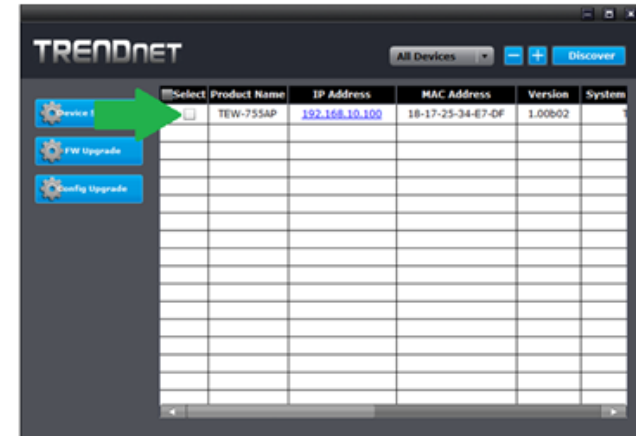 TRENDnet
All Devices
Discover
Select Product Name IP Address MAC Address Version System
TEW-755AP 192.168.10.100 18-17-25-34-E7-DF 1.00b02
Device S
FW Upgrade
Config Upgrade